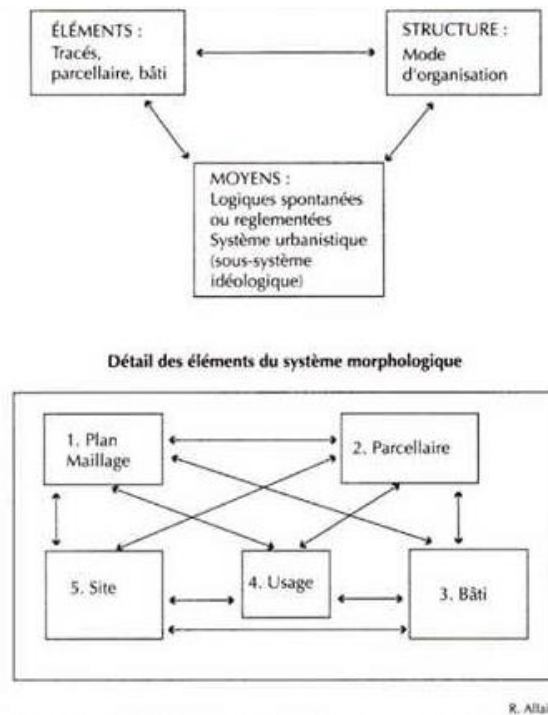 ÉLÉMENTS :
Tracés,
parcellaire, bâti
STRUCTURE :
Mode
d'organisation
MOYENS :
Logiques spontanées
ou reglementées
Système urbanistique
(sous-système
idéologique)
Détail des éléments du système morphologique
1. Plan
Maillage
2. Parcellaire
5. Site
4. Usage
3. Bâti
R. Allai